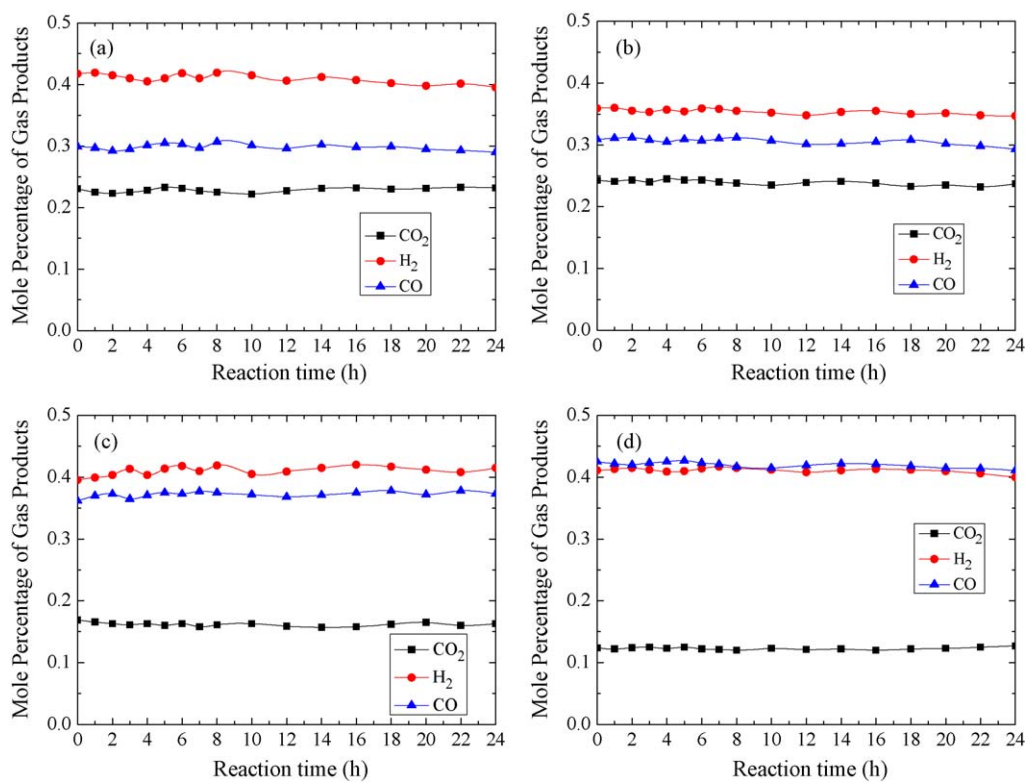 (a)
Mole Percentage of Gas Products
0.5
0.4
0.3
0.2
0.1
0.0
CO₂
H₂
CO
0 2 4 6 8 10 12 14 16 18 20 22 24
Reaction time (h)
(b)
Mole Percentage of Gas Products
0.5
0.4
0.3
0.2
0.1
0.0
CO₂
H₂
CO
0 2 4 6 8 10 12 14 16 18 20 22 24
Reaction time (h)
(c)
Mole Percentage of Gas Products
0.5
0.4
0.3
0.2
0.1
0.0
CO₂
H₂
CO
0 2 4 6 8 10 12 14 16 18 20 22 24
Reaction time (h)
(d)
Mole Percentage of Gas Products
0.5
0.4
0.3
0.2
0.1
0.0
CO₂
H₂
CO
0 2 4 6 8 10 12 14 16 18 20 22 24
Reaction time (h)